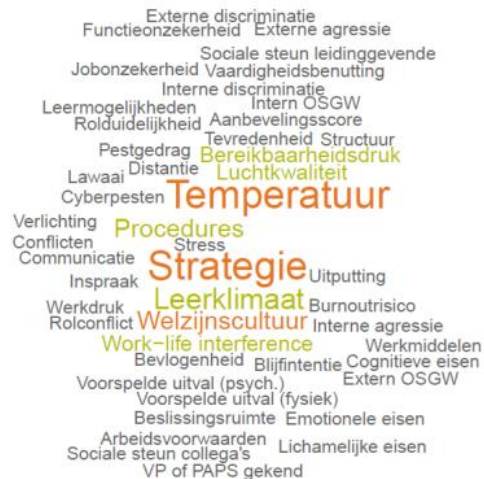 Externe discriminatie
Functieonzekerheid Externe agressie
Sociale steun leidinggevende
Jobonzekerheid Vaardigheidsbenutting
Interne discriminatie
Leermogelijkheden Intern OSGW
Rolduidelijkheid Aanbevelingsscore
Tevredenheid Structuur
Pestgedrag Bereikbaarheidsdruk
Distantie Luchtkwaliteit
Lawaai
Cyberpesten Temperatuur
Verlichting Procedures
Conflicten Stress
Communicatie
Strategie
Inspraak Uitputting
Leerklimaat
Werkdruk Burnoutrisico
Rolconflict Welzijnscultuur Interne agressie
Work-life interference Werkmiddelen
Bevlogenheid Blijfintentie Cognitieve eisen
Voorspelde uitval (psych.) Extern OSGW
Voorspelde uitval (fysiek)
Beslissingsruimte Emotionele eisen
Arbeidsvoorwaarden
Lichamelijke eisen
Sociale steun collega's
VP of PAPS gekend